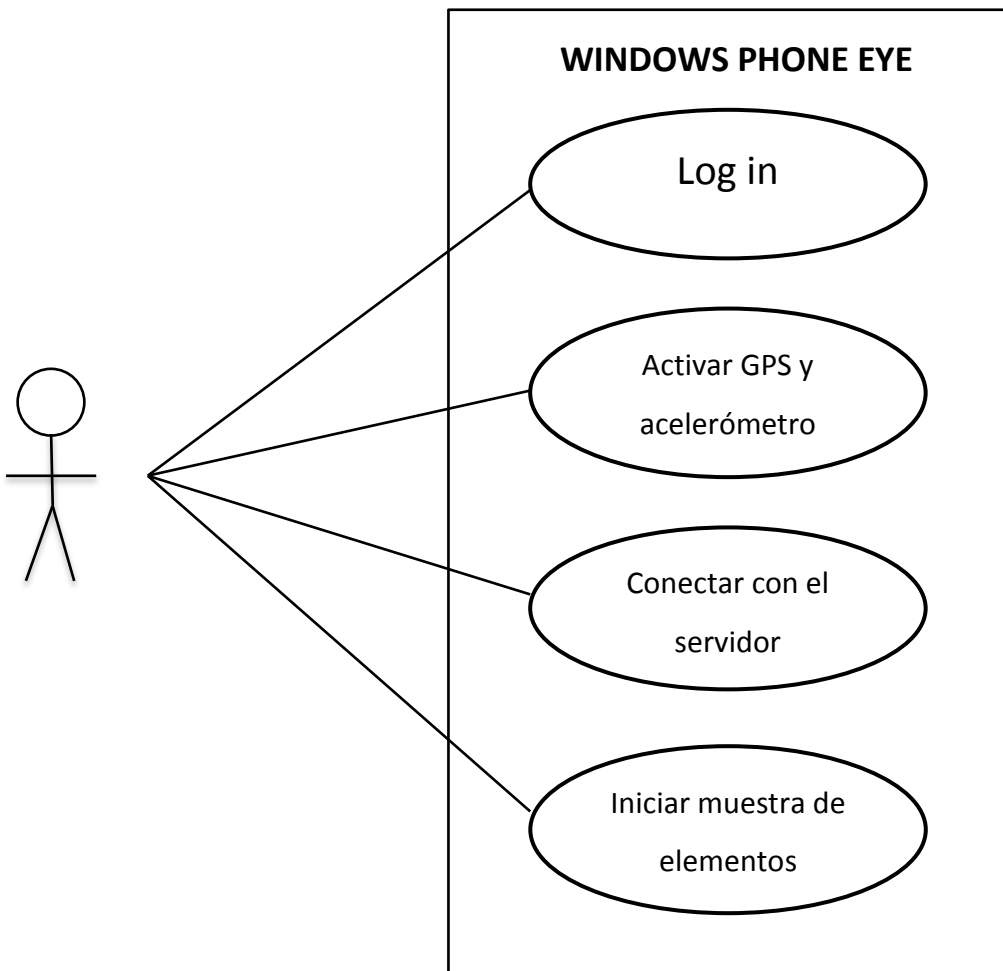 WINDOWS PHONE EYE
Log in
Activar GPS y
acelerómetro
Conectar con el
servidor
Iniciar muestra de
elementos